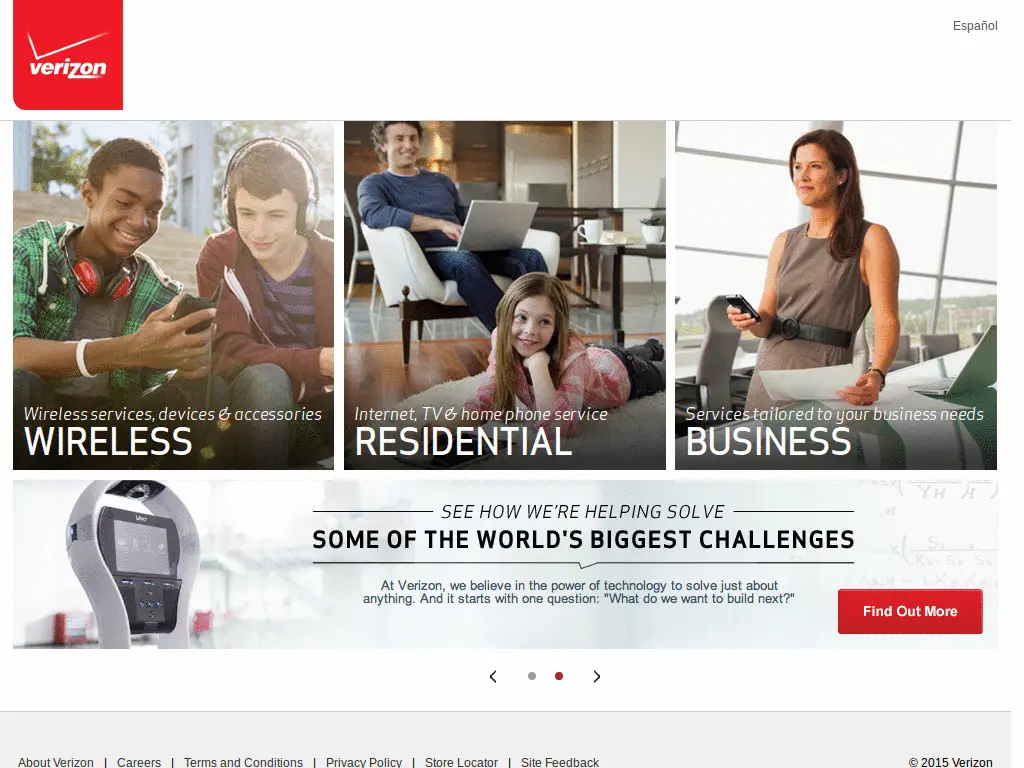 verizon
Español
Wireless services, devices & accessories
WIRELESS
Internet, TV & home phone service
RESIDENTIAL
Services tailored to your business needs
BUSINESS
SEE HOW WE'RE HELPING SOLVE
SOME OF THE WORLD'S BIGGEST CHALLENGES
At Verizon, we believe in the power of technology to solve just about
anything. And it starts with one question: "What do we want to build next?"
Find Out More
About Verizon | Careers | Terms and Conditions | Privacy Policy | Store Locator | Site Feedback
© 2015 Verizon